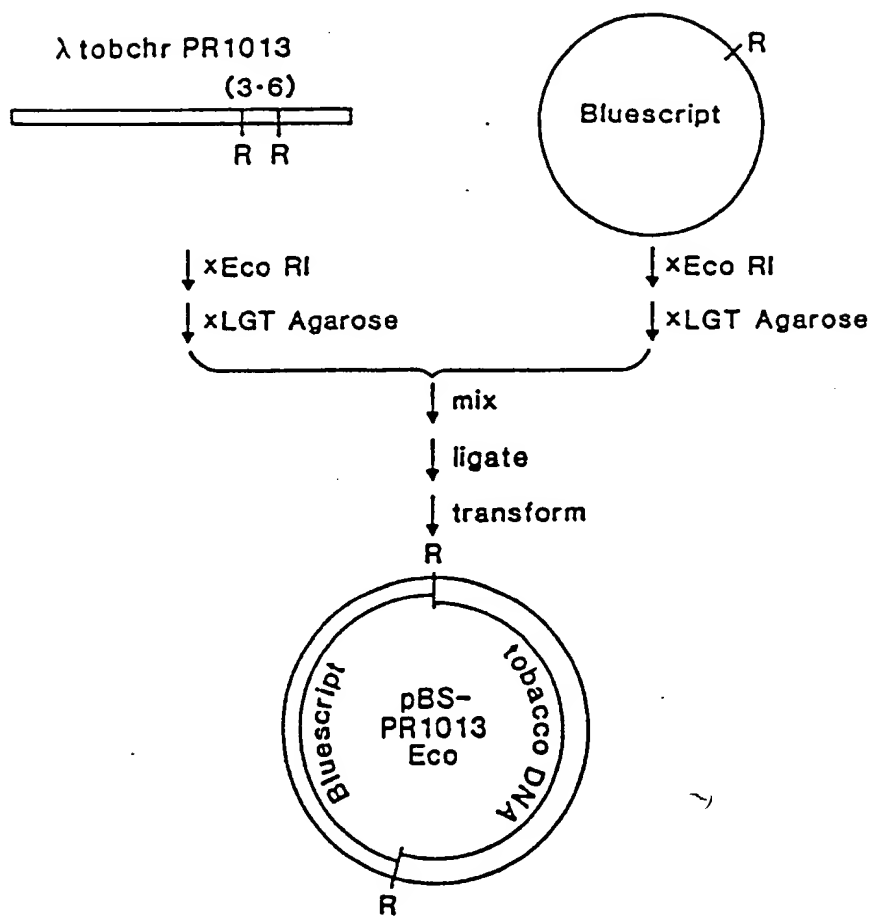 λ tobchr PR1013
(3·6)
R R
R
Bluescript
xEco RI
xLGT Agarose
xEco RI
xLGT Agarose
mix
ligate
transform
R
Bluescript
pBS-
PR1013
Eco
tobacco DNA
R